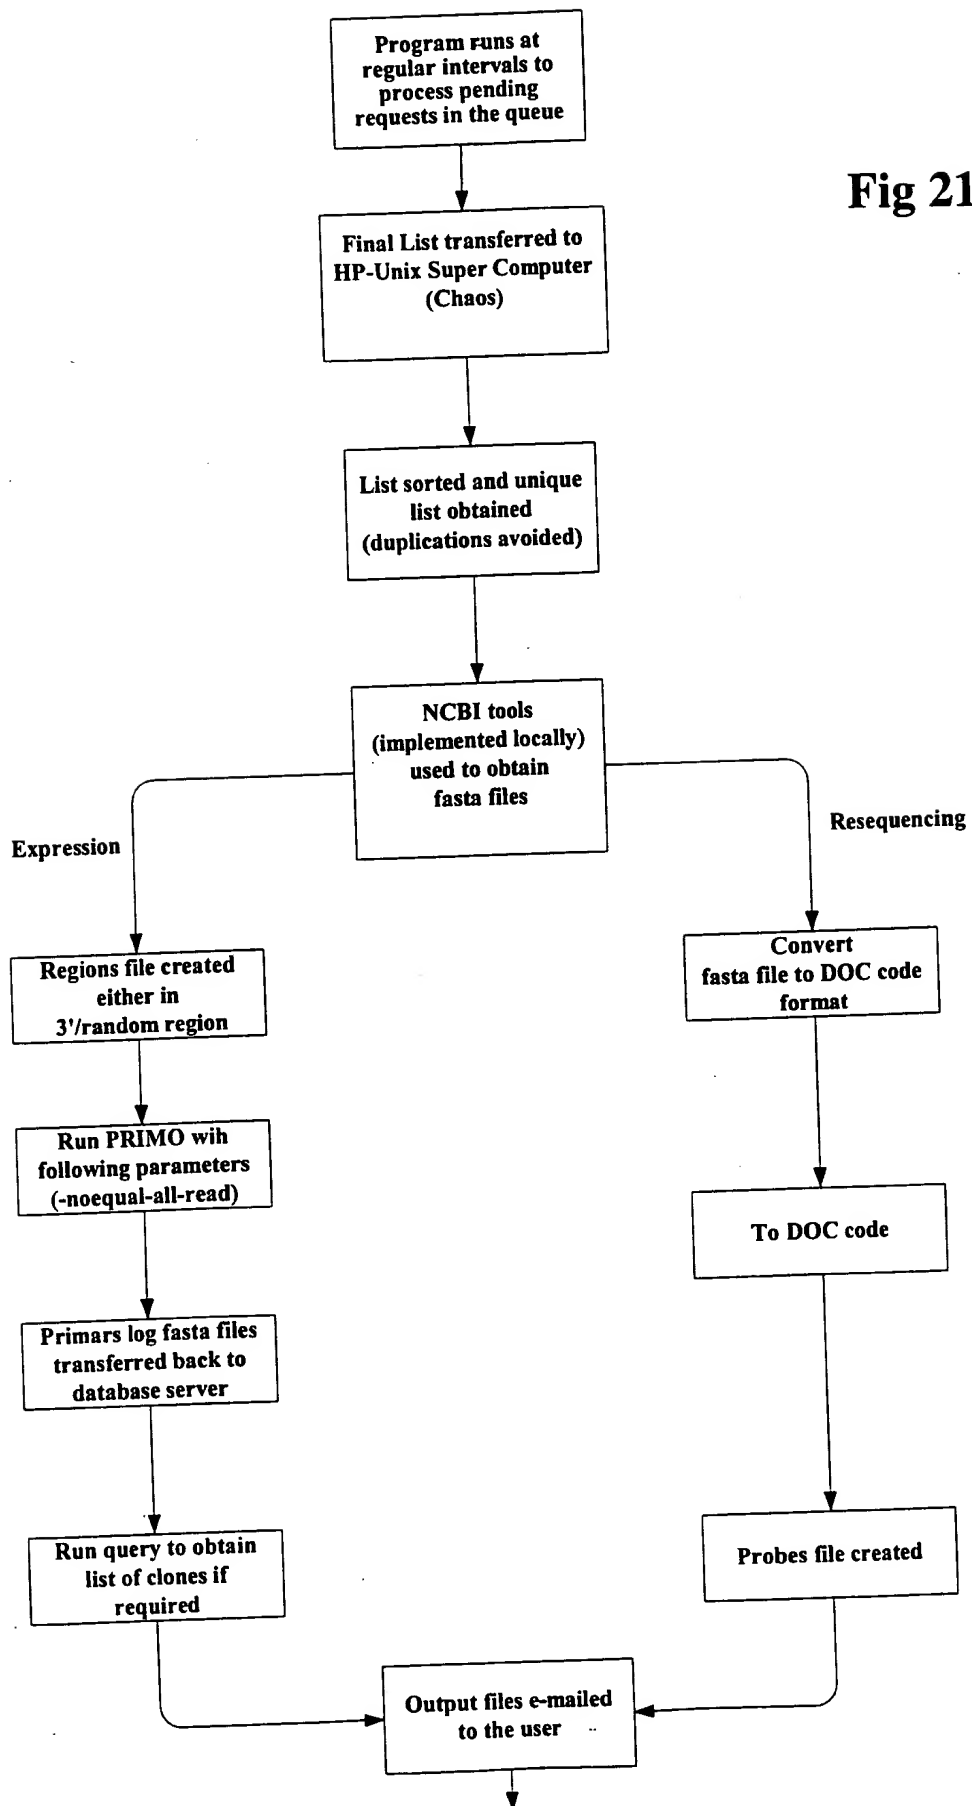 Program runs at
regular intervals to
process pending
requests in the queue
Fig 21
Final List transferred to
HP-Unix Super Computer
(Chaos)
List sorted and unique
list obtained
(duplications avoided)
NCBI tools
(implemented locally)
used to obtain
fasta files
Expression
Resequencing
Regions file created
either in
3'/random region
Convert
fasta file to DOC code
format
Run PRIMO wih
following parameters
(-noequal-all-read)
To DOC code
Primars log fasta files
transferred back to
database server
Run query to obtain
list of clones if
required
Probes file created
Output files e-mailed
to the user